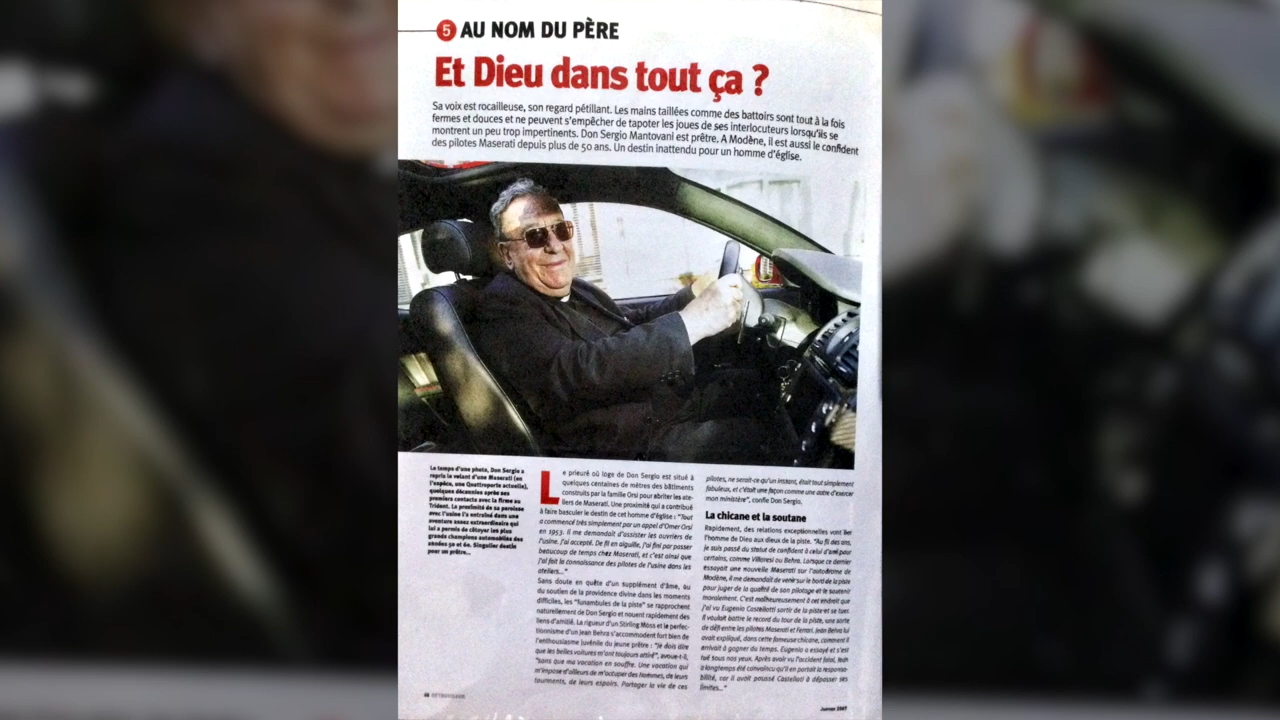 5 AU NOM DU PÈRE
Et Dieu dans tout ça ?
Sa voix est rocailleuse, son regard pétillant. Les mains taillées comme des battoirs sont tout à la fois
fermes et douces et ne peuvent s'empêcher de tapoter les joues de ses interlocuteurs lorsqu'ils se
montrent un peu trop impertinents. Don Sergio Mantovani est prêtre. A Modène, il est aussi le confident
des pilotes Maserati depuis plus de 50 ans. Un destin inattendu pour un homme d'église.
Le temps d'une photo, Don Sergio a
repris le volant d'une Maserati (en
l'espèce, une Quattroporte actuelle),
quelques décennies après ses
premiers contacts avec la firme au
Trident. La proximité de sa paroisse
avec l'usine l'a entraîné dans une
aventure assez extraordinaire qui
lui a permis de côtoyer les plus
grands champions automobiles des
années 50 et 60. Singulier destin
pour un prêtre...
Le prieuré où loge de Don Sergio est situé à
quelques centaines de mètres des bâtiments
construits par la famille Orsi pour abriter les ate-
liers de Maserati. Une proximité qui a contribué
à faire basculer le destin de cet homme d'église : "Tout
a commencé très simplement par un appel d'Omer Orsi
en 1953. Il me demandait d'assister les ouvriers de
l'usine. J'ai accepté. De fil en aiguille, j'ai fini par passer
beaucoup de temps chez Maserati, et c'est ainsi que
j'ai fait la connaissance des pilotes de l'usine dans les
ateliers..."
Sans doute en quête d'un supplément d'âme, ou
du soutien de la providence divine dans les moments
difficiles, les "funambules de la piste" se rapprochent
naturellement de Don Sergio et nouent rapidement des
liens d'amitié. La rigueur d'un Stirling Moss et le perfec-
tionnisme d'un Jean Behra s'accommodent fort bien de
l'enthousiasme juvénile du jeune prêtre : "Je dois dire
que les belles voitures m'ont toujours attiré", avoue-t-il,
"sans que ma vocation en souffre. Une vocation qui
m'impose d'ailleurs de m'occuper des hommes, de leurs
tourments, de leurs espoirs. Partager la vie de ces
pilotes, ne serait-ce qu'un instant, était tout simplement
fabuleux, et c'était une façon comme une autre d'exercer
mon ministère", confie Don Sergio.
La chicane et la soutane
Rapidement, des relations exceptionnelles vont lier
l'homme de Dieu aux dieux de la piste. "Au fil des ans,
je suis passé du statut de confident à celui d'ami pour
certains, comme Villoresi ou Behra. Lorsque ce dernier
essayait une nouvelle Maserati sur l'autodrome de
Modène, il me demandait de venir sur le bord de la piste
pour juger de la qualité de son pilotage et le soutenir
moralement. C'est malheureusement à cet endroit que
j'ai vu Eugenio Castellotti sortir de la piste et se tuer.
Il voulait battre le record du tour de la piste, une sorte
de défi entre les pilotes Maserati et Ferrari. Jean Behra lui
avait expliqué, dans cette fameuse chicane, comment il
arrivait à gagner du temps. Eugenio a essayé et s'est
tué sous nos yeux. Après avoir vu l'accident fatal, Jean
a longtemps été convaincu qu'il en portait la responsa-
bilité, car il avait poussé Castellotti à dépasser ses
limites..."
Janvier 2007